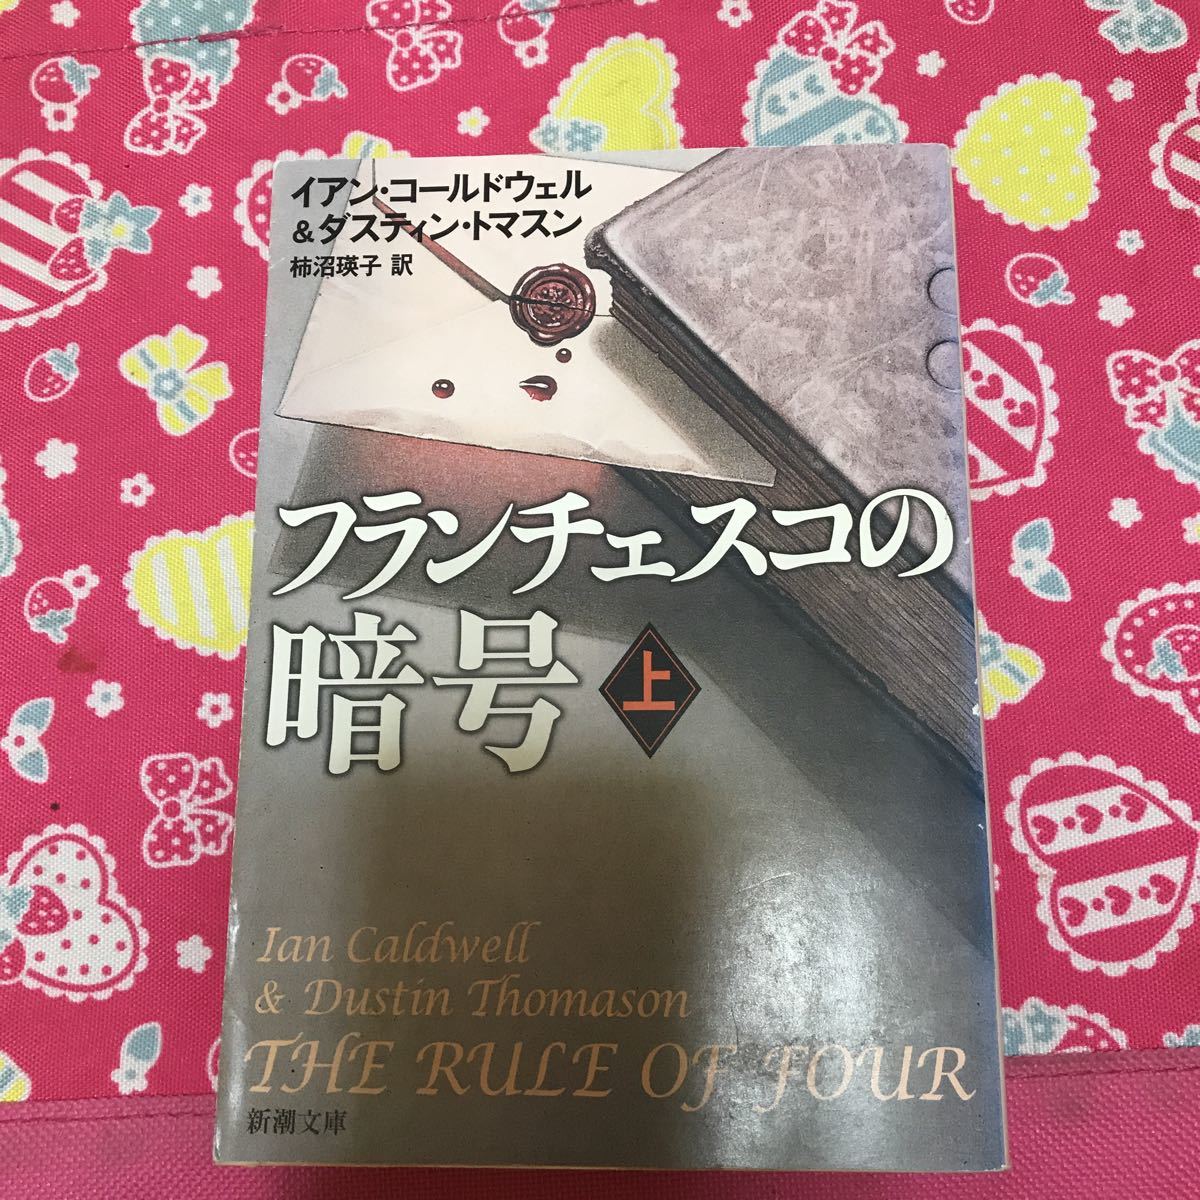 イアン・コールドウェル
&ダスティン・トマスン
柿沼瑛子 訳
フランチェスコの
暗号 上
Ian Caldwell
& Dustin Thomason
THE RULE OF FOUR
新潮文庫